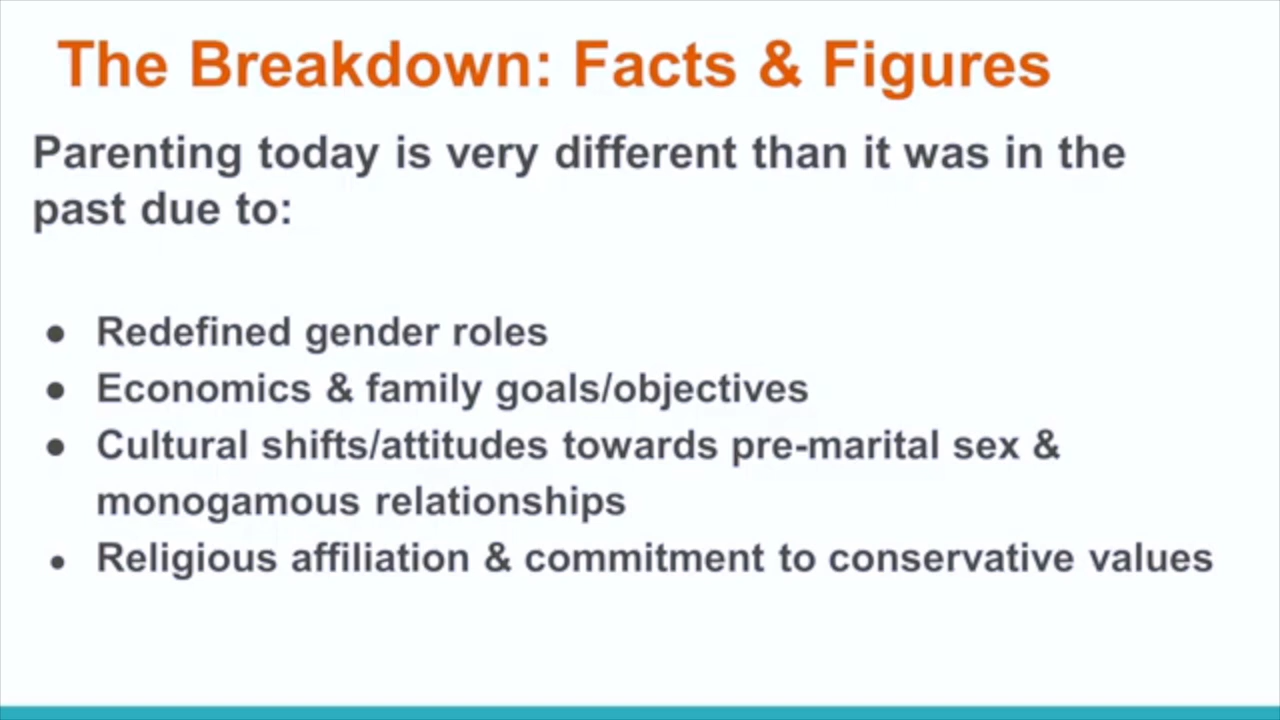 The Breakdown: Facts & Figures
Parenting today is very different than it was in the
past due to:
● Redefined gender roles
● Economics & family goals/objectives
● Cultural shifts/attitudes towards pre-marital sex &
monogamous relationships
● Religious affiliation & commitment to conservative values